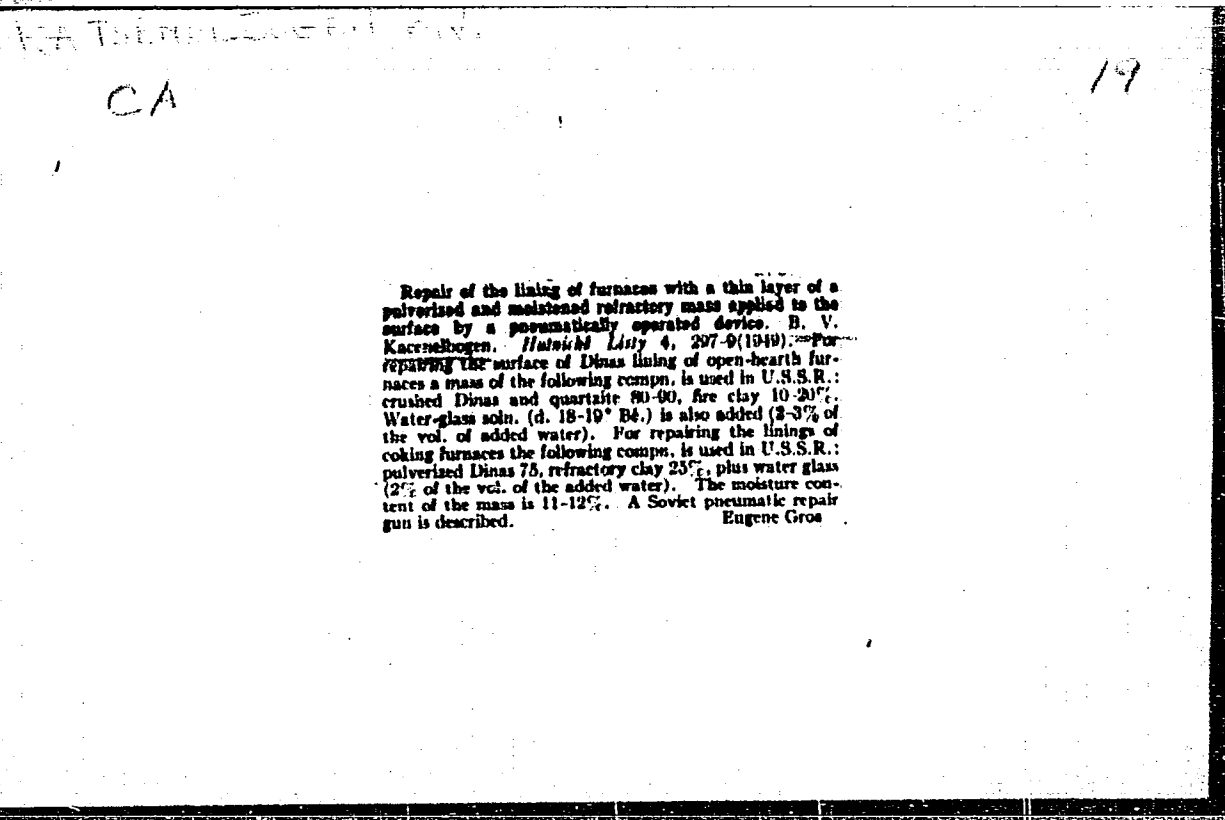 CA
19
Repair of the lining of furnaces with a thin layer of a
pulverized and moistened refractory mass applied to the
surface by a pneumatically operated device. B. V.
Kacenelbogen. Hutnické Listy 4, 297-9(1949).—For
repairing the surface of Dinas lining of open-hearth fur-
naces a mass of the following compn. is used in U.S.S.R.:
crushed Dinas and quartzite 80-90, fire clay 10-20%.
Water-glass soln. (d. 18-19° Bé.) is also added (2-3% of
the vol. of added water). For repairing the linings of
coking furnaces the following compn. is used in U.S.S.R.:
pulverized Dinas 75, refractory clay 25%, plus water glass
(2% of the vol. of the added water). The moisture con-
tent of the mass is 11-12%. A Soviet pneumatic repair
gun is described. Eugene Gros